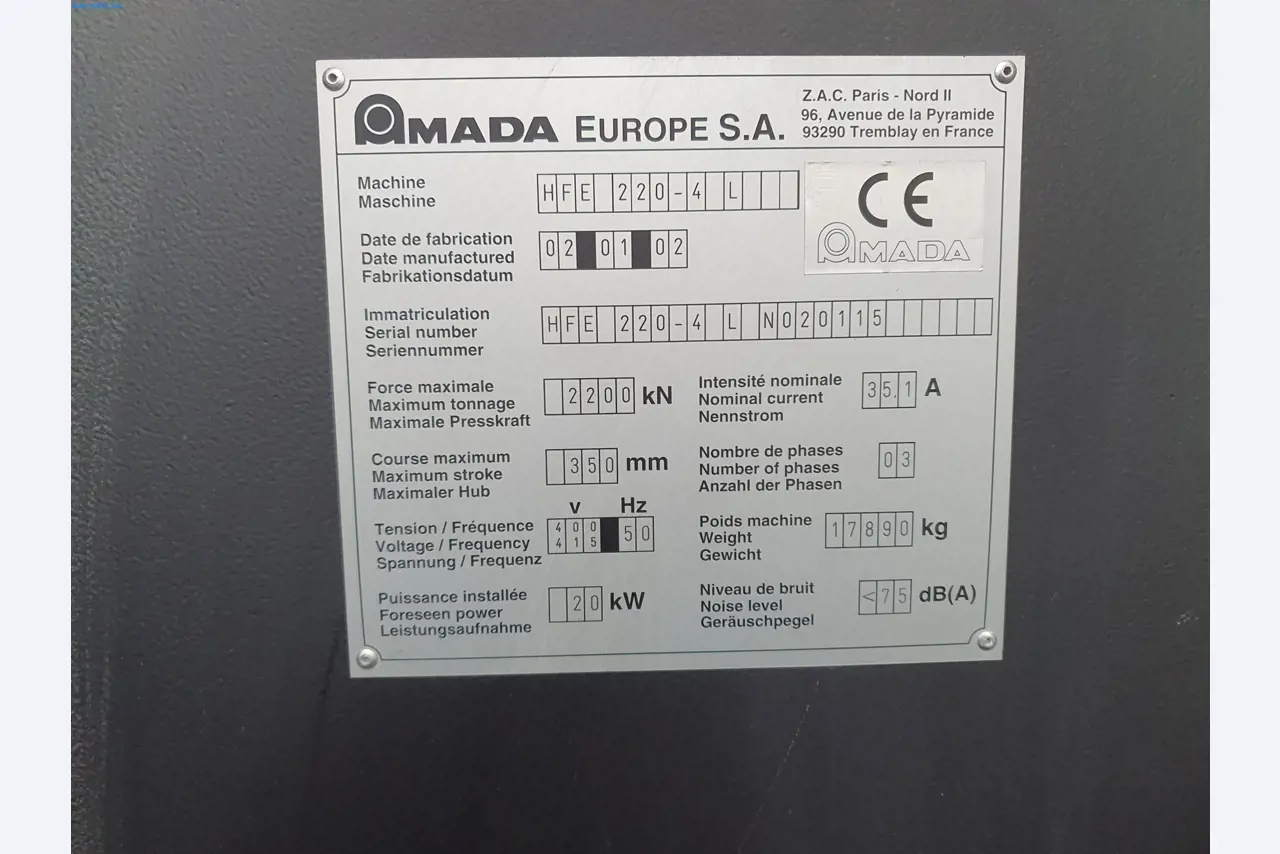 AMADA EUROPE S.A.
Z.A.C. Paris - Nord II
96, Avenue de la Pyramide
93290 Tremblay en France
Machine
Maschine
HFE 220-4 L
CE
AMADA
Date de fabrication
Date manufactured
Fabrikationsdatum
02 01 02
Immatriculation
Serial number
Seriennummer
HFE 220-4 L N020115
Force maximale
Maximum tonnage
Maximale Presskraft
2200 kN
Intensité nominale
Nominal current
Nennstrom
35,1 A
Course maximum
Maximum stroke
Maximaler Hub
350 mm
Nombre de phases
Number of phases
Anzahl der Phasen
03
Tension / Fréquence
Voltage / Frequency
Spannung / Frequenz
V Hz
400
415
50
Poids machine
Weight
Gewicht
17890 kg
Puissance installée
Foreseen power
Leistungsaufnahme
20 kW
Niveau de bruit
Noise level
Geräuschpegel
<75 dB(A)